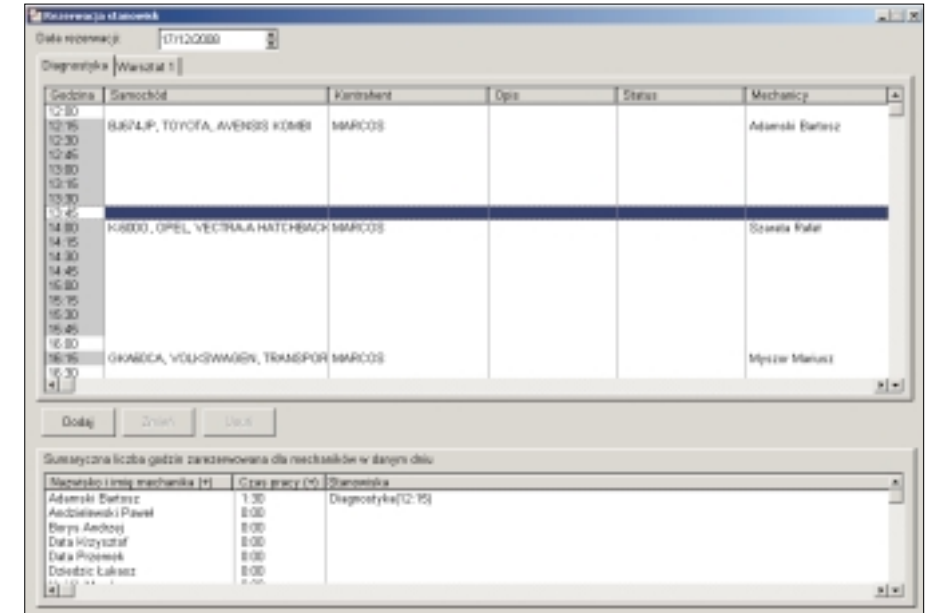 Rezerwacja stanowisk
Data rezerwacji: 17/12/2008
Diagnostyka Warsztat 1
Godzina Samochód Kontrahent Opis Status Mechanicy
12:00
12:15 TOYOTA, AVENSIS KOMBI MARCOS Adamski Bartosz
12:30
12:45
13:00
13:15
13:30
13:45
14:00 OPEL, VECTRA-A HATCHBACK MARCOS Rafał
14:15
14:30
14:45
15:00
15:15
15:30
15:45
16:00
16:15 VOLKSWAGEN, TRANSPOR MARCOS Myszor Mariusz
16:30
Dodaj Zmień Usuń
Sumaryczna liczba godzin zarezerwowana dla mechaników w danym dniu
Nazwisko i imię mechanika (+) Czas pracy (+) Stanowiska
Adamski Bartosz 1:30 Diagnostyka(12:15)
Andzielewski Paweł 0:00
Borys Andrzej 0:00
Data Krzysztof 0:00
Data Przemek 0:00
Dziedzic Łukasz 0:00